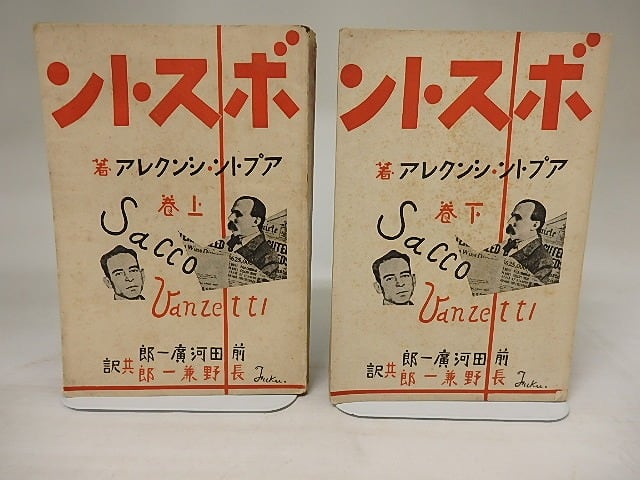 ボストン
アプトン・シンクレア著
上巻
Sacco
Vanzetti
前田河廣一郎
長野兼一郎 共訳
ボストン
アプトン・シンクレア著
下巻
Sacco
Vanzetti
前田河廣一郎
長野兼一郎 共訳